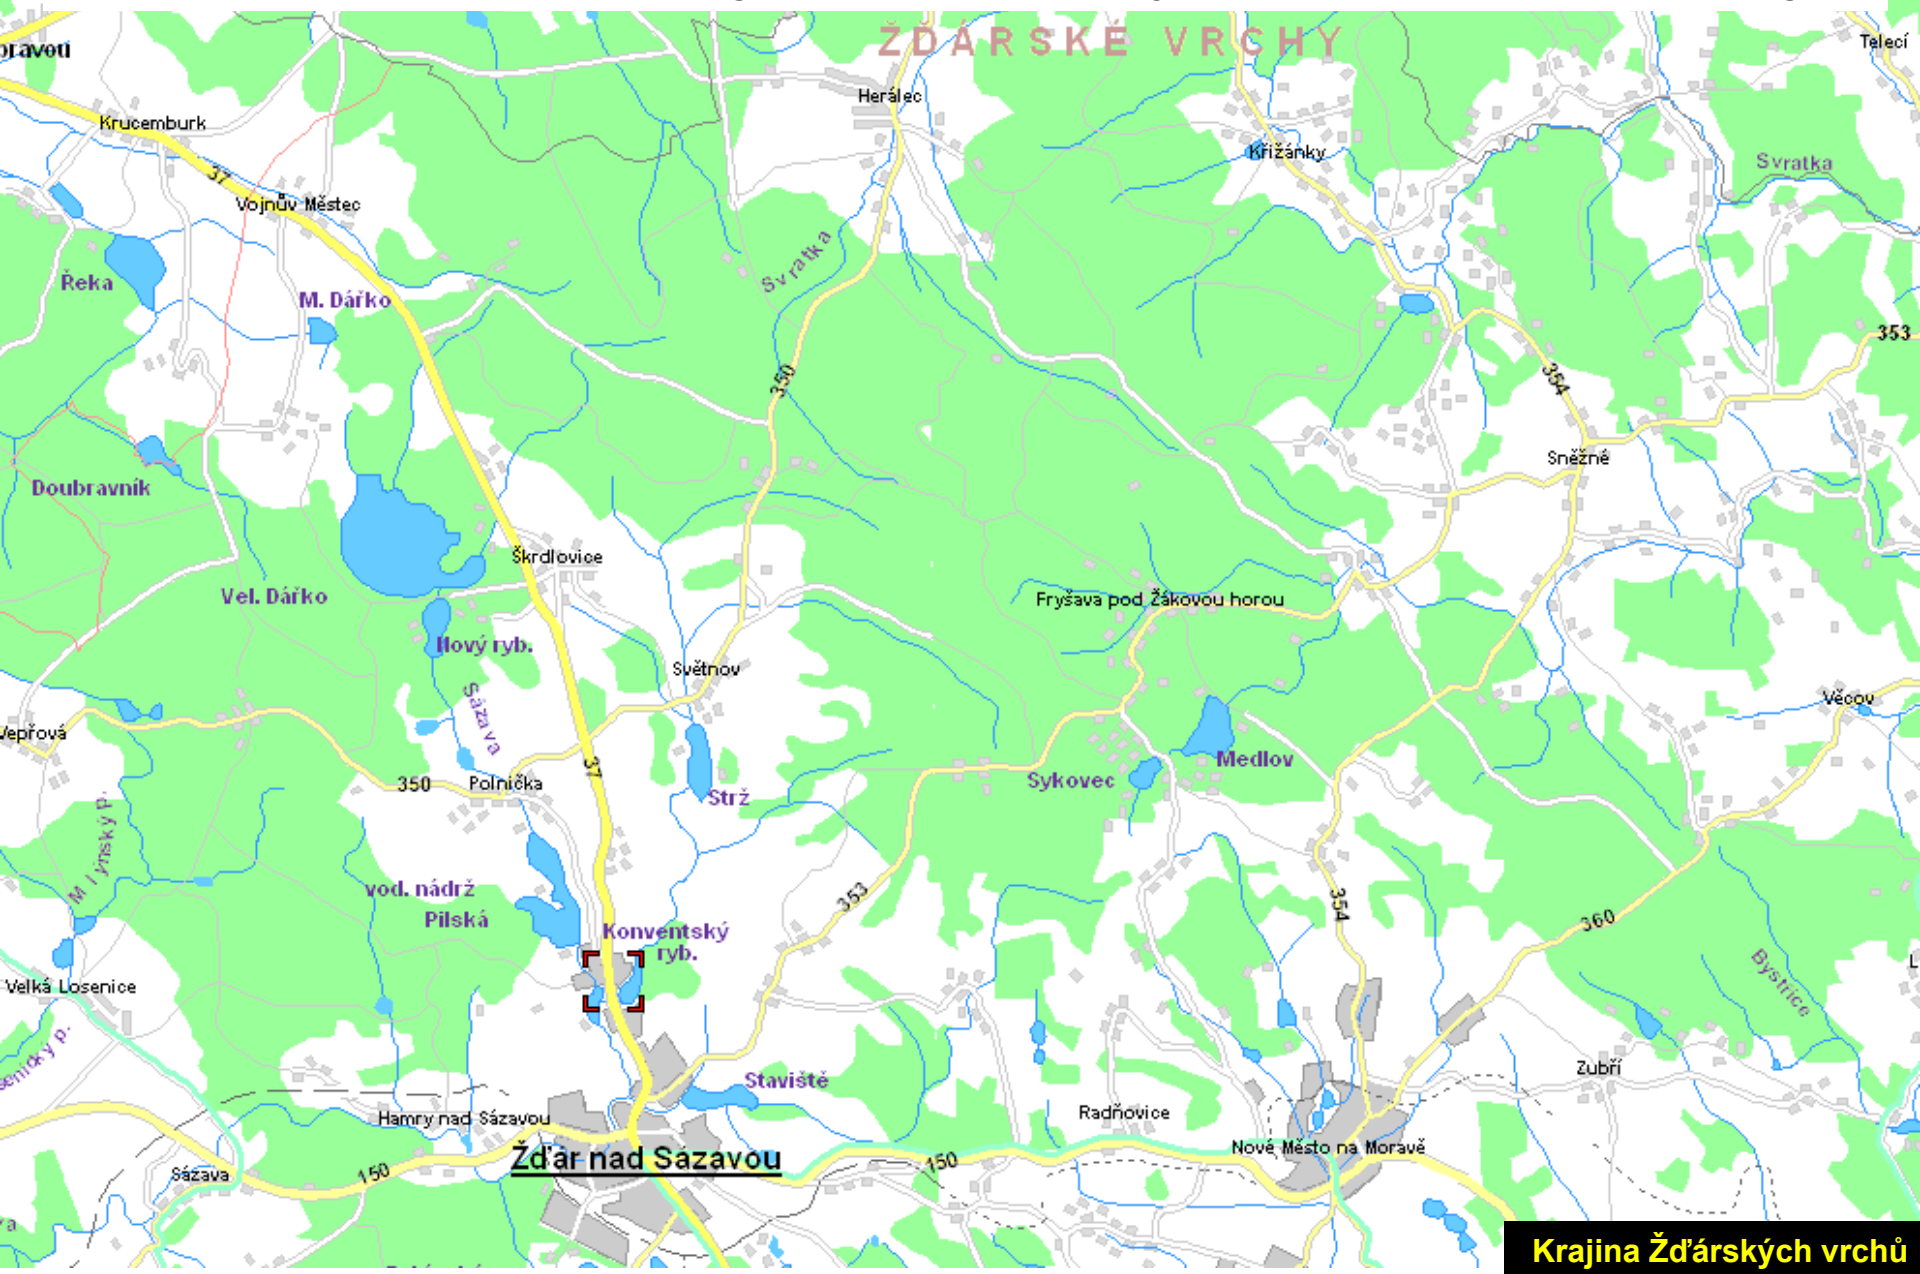 ŽĎÁRSKÉ VRCHY
Telecí
Herálec
Krucemburk
Křižánky
Svratka
37
Vojnův Městec
Svratka
Řeka
M. Dářko
353
350
354
Sněžné
Doubravník
Škrdlovice
Vel. Dářko
Fryšava pod Žákovou horou
Nový ryb.
Světnov
Sázava
Věcov
Vepřová
37
Medlov
Sykovec
350
Polnička
Strž
Mlýnský p.
vod. nádrž
Pilská
353
354
360
Konventský
ryb.
Velká Losenice
Bystřice
Zubří
Staviště
Hamry nad Sázavou
Radňovice
Nové Město na Moravě
Žďár nad Sázavou
150
150
Sázava
Krajina Žďárských vrchů